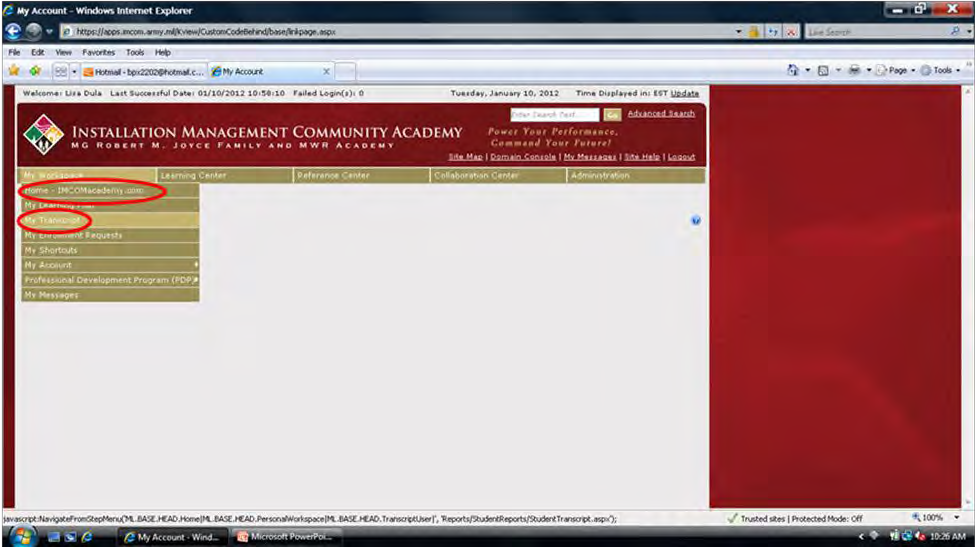 My Account - Windows Internet Explorer
https://apps.imcom.army.mil/Kview/CustomCodeBehind/base/linkpage.aspx
Live Search
File Edit View Favorites Tools Help
Hotmail - bpx2202@hotmail.c... My Account Page Tools
Welcome: Lisa Dula Last Successful Date: 01/10/2012 10:58:10 Failed Login(s): 0 Tuesday, January 10, 2012 Time Displayed in: EST Update
Enter Search Text... Go Advanced Search
INSTALLATION MANAGEMENT COMMUNITY ACADEMY
MG ROBERT M. JOYCE FAMILY AND MWR ACADEMY
Power Your Performance,
Command Your Future!
Site Map | Domain Console | My Messages | Site Help | Logout
My Workspace Learning Center Reference Center Collaboration Center Administration
Home - IMCOMacademy.com
My Learning Plan
My Transcript
My Enrollment Requests
My Shortcuts
My Account
Professional Development Program (PDP)
My Messages
javascript:NavigateFromStepMenu('ML.BASE.HEAD.Home|ML.BASE.HEAD.PersonalWorkspace|ML.BASE.HEAD.TranscriptUser|', 'Reports/StudentReports/StudentTranscript.aspx'); Trusted sites | Protected Mode: Off 100%
My Account - Wind... Microsoft PowerPoi... 10:26 AM